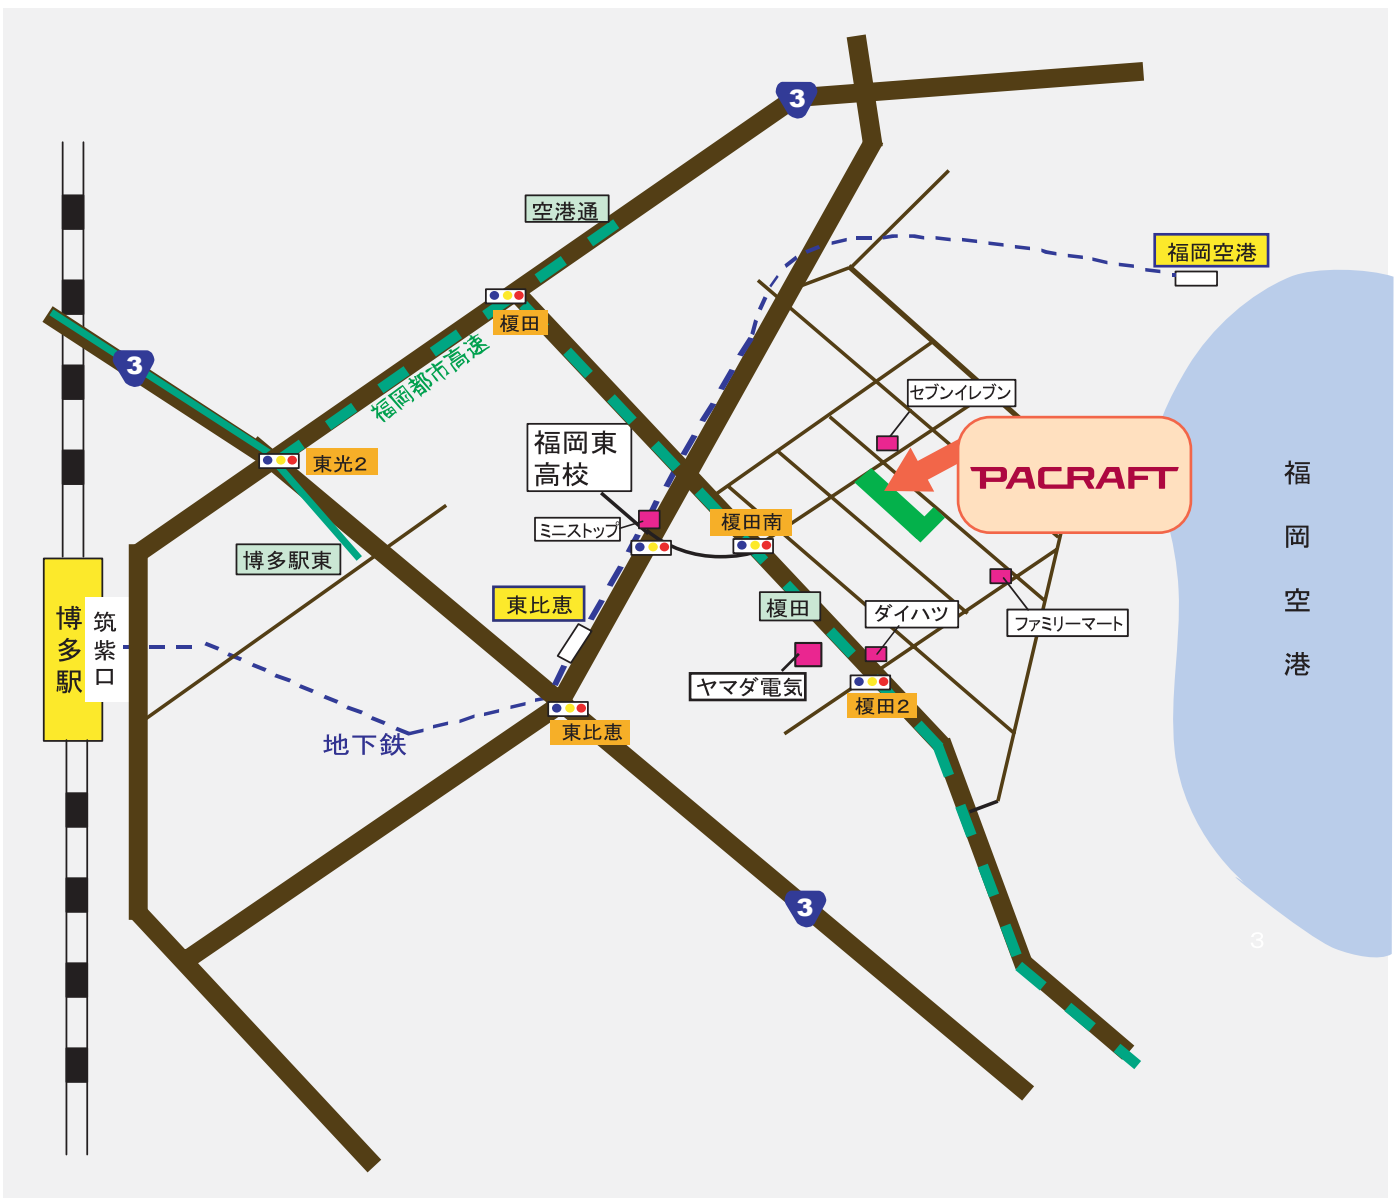 3
空港通
福岡空港
榎田
福岡都市高速
3
セブンイレブン
福岡東
高校
東光2
PACRAFT
福岡空港
ミニストップ
榎田南
博多駅東
東比恵
榎田
ダイハツ
ファミリーマート
博多駅
筑紫口
ヤマダ電気
榎田2
地下鉄
東比恵
3
3